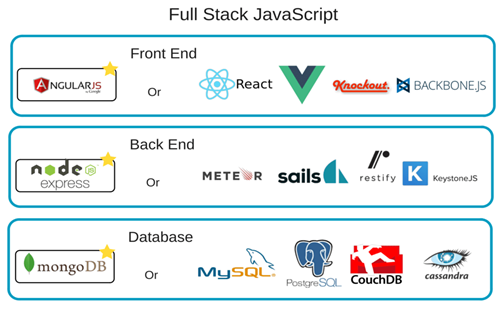 Full Stack JavaScript
Front End
ANGULARJS
by Google
Or
React
Knockout.
BACKBONE.JS
Back End
node
JS
express
Or
METEOR
sails
restify
K
KeystoneJS
Database
mongoDB
Or
MySQL
PostgreSQL
CouchDB
cassandra